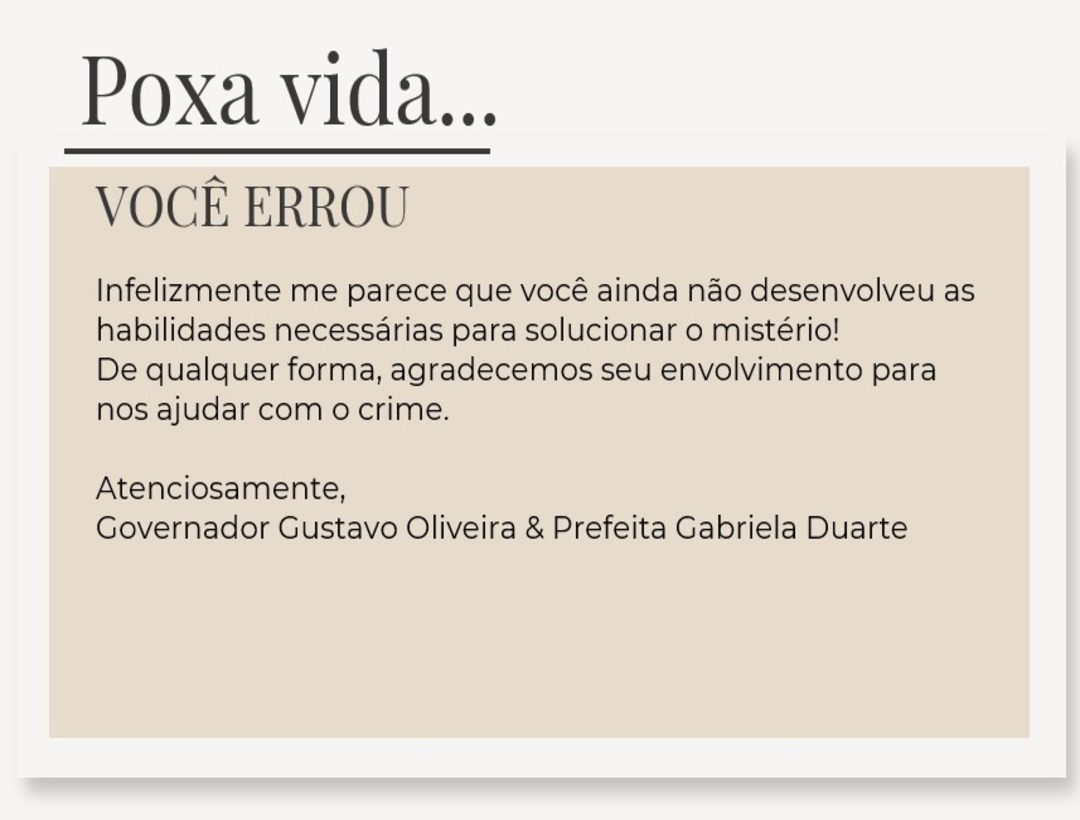 Poxa vida...
VOCÊ ERROU
Infelizmente me parece que você ainda não desenvolveu as
habilidades necessárias para solucionar o mistério!
De qualquer forma, agradecemos seu envolvimento para
nos ajudar com o crime.
Atenciosamente,
Governador Gustavo Oliveira & Prefeita Gabriela Duarte